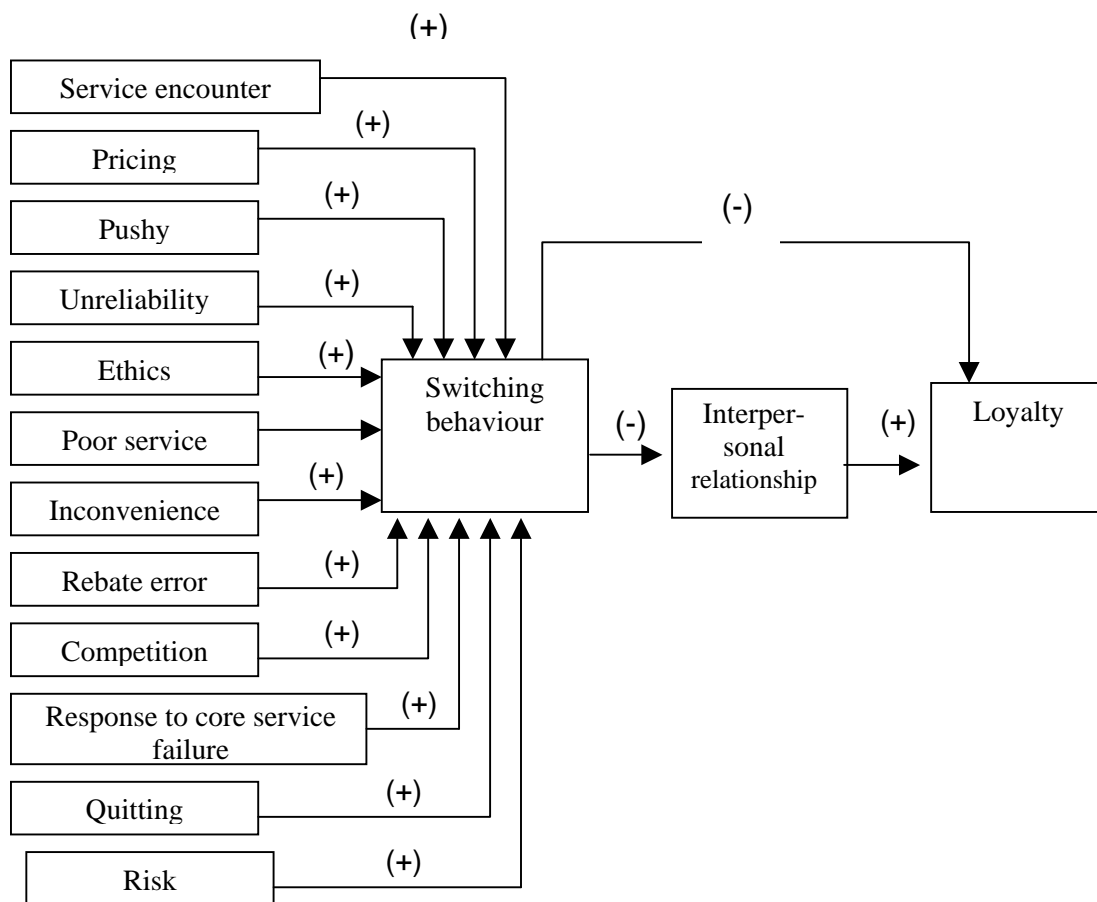 (+)
Service encounter
(+)
Pricing
(+)
Pushy
(+)
Unreliability
(+)
Ethics
Poor service
(+)
Inconvenience
(+)
Rebate error
(+)
Competition
(+)
Response to core service
failure
(+)
Quitting
(+)
Risk
Switching
behaviour
(-)
(-)
Interper-
sonal
relationship
(+)
Loyalty